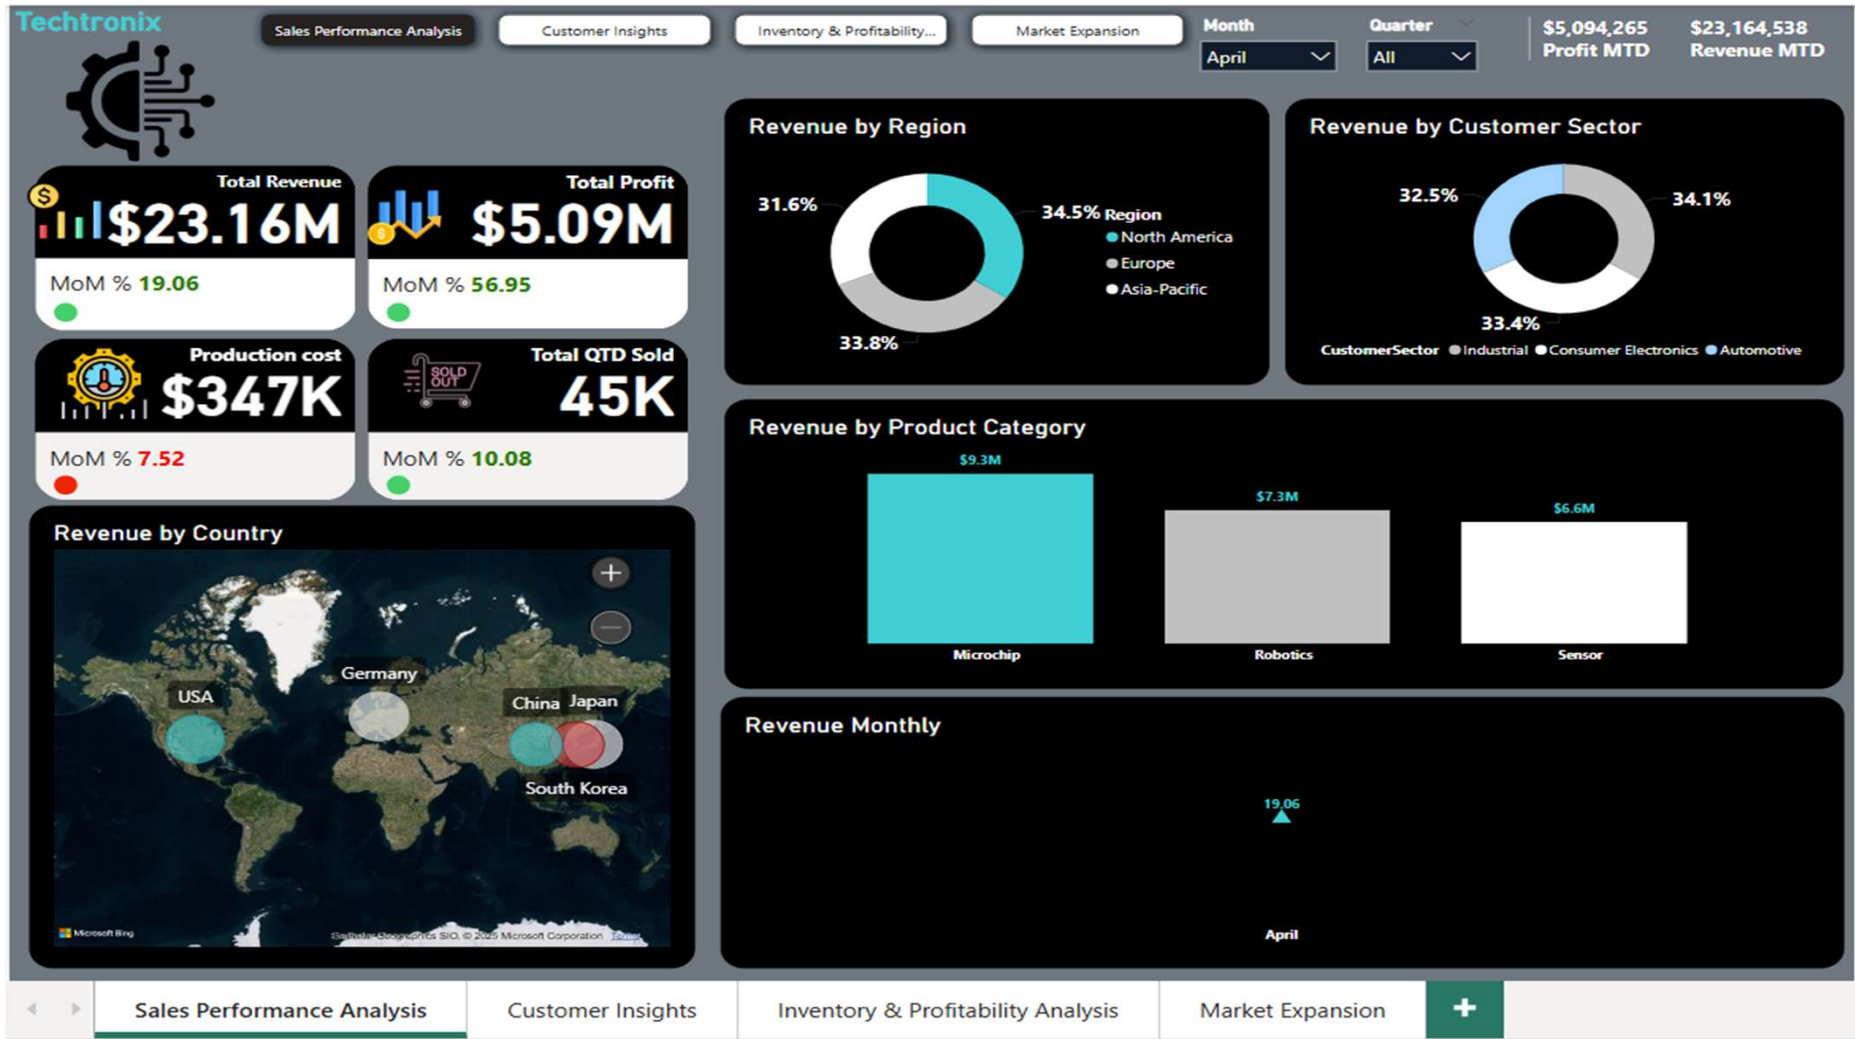 Techtronix
Sales Performance Analysis
Customer Insights
Inventory & Profitability...
Market Expansion
Month
April
Quarter
All
$5,094,265
Profit MTD
$23,164,538
Revenue MTD
Total Revenue
$23.16M
MoM % 19.06
Total Profit
$5.09M
MoM % 56.95
Production cost
$347K
MoM % 7.52
SOLD
OUT
Total QTD Sold
45K
MoM % 10.08
Revenue by Region
31.6%
34.5%
33.8%
Region
North America
Europe
Asia-Pacific
Revenue by Customer Sector
32.5%
34.1%
33.4%
CustomerSector Industrial Consumer Electronics Automotive
Revenue by Product Category
$9.3M
$7.3M
$6.6M
Microchip
Robotics
Sensor
Revenue by Country
Germany
USA
China
Japan
South Korea
Microsoft Bing
© 2025 Microsoft Corporation Terms
Revenue Monthly
19.06
April
Sales Performance Analysis
Customer Insights
Inventory & Profitability Analysis
Market Expansion